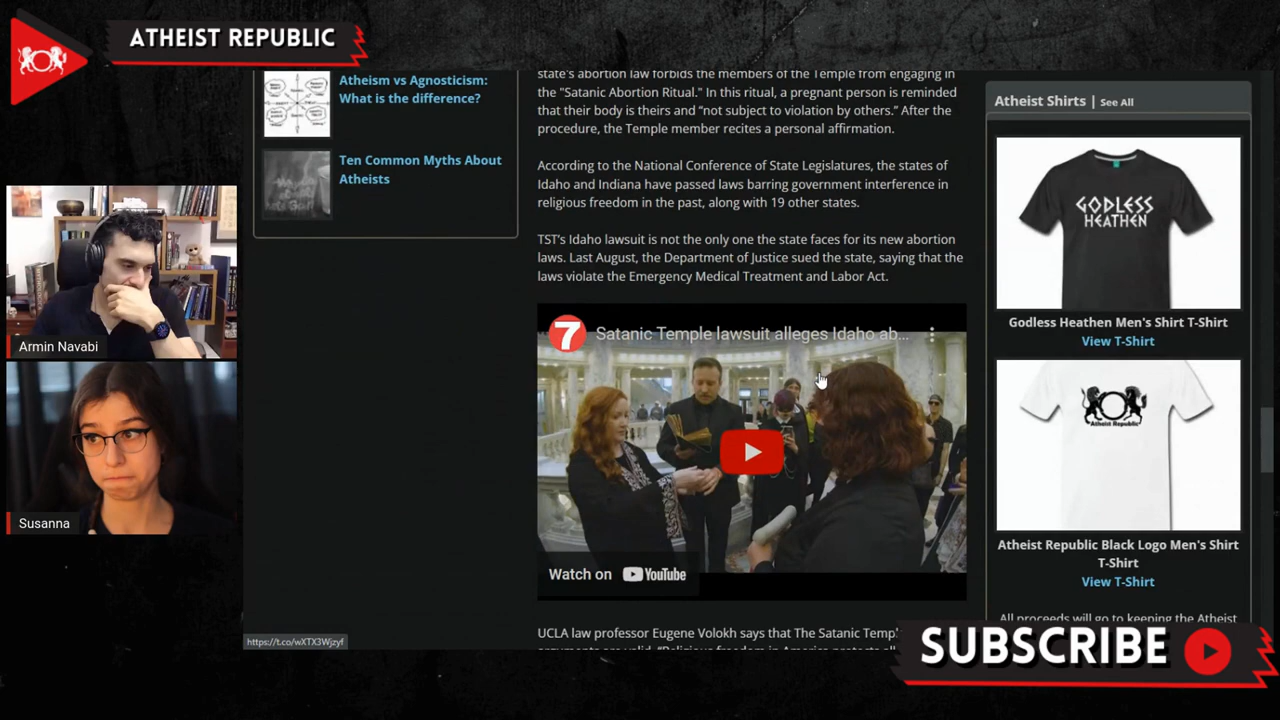 ATHEIST REPUBLIC
Atheism vs Agnosticism:
What is the difference?
Ten Common Myths About
Atheists
Armin Navabi
Susanna
state's abortion law forbids the members of the Temple from engaging in
the "Satanic Abortion Ritual." In this ritual, a pregnant person is reminded
that their body is theirs and "not subject to violation by others." After the
procedure, the Temple member recites a personal affirmation.
According to the National Conference of State Legislatures, the states of
Idaho and Indiana have passed laws barring government interference in
religious freedom in the past, along with 19 other states.
TST's Idaho lawsuit is not the only one the state faces for its new abortion
laws. Last August, the Department of Justice sued the state, saying that the
laws violate the Emergency Medical Treatment and Labor Act.
7
Satanic Temple lawsuit alleges Idaho ab...
Watch on YouTube
UCLA law professor Eugene Volokh says that The Satanic
arguments are valid. "Religious freedom in America protects
https://t.co/wXTX3Wjzyf
Atheist Shirts | See All
GODLESS
HEATHEN
Godless Heathen Men's Shirt T-Shirt
View T-Shirt
Atheist Republic
Atheist Republic Black Logo Men's Shirt
T-Shirt
View T-Shirt
All proceeds will go to keeping the Atheist
SUBSCRIBE